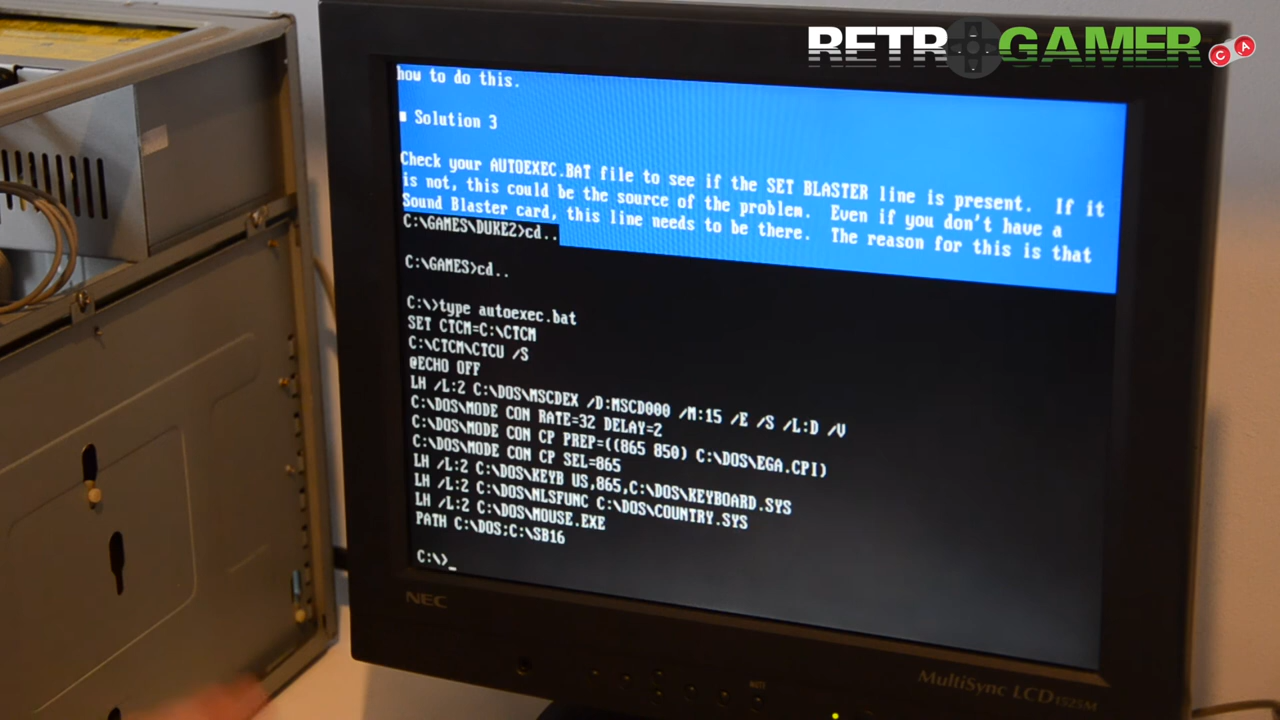 RETROGAMER
CA
how to do this.
■ Solution 3
Check your AUTOEXEC.BAT file to see if the SET BLASTER line is present. If it
is not, this could be the source of the problem. Even if you don't have a
Sound Blaster card, this line needs to be there. The reason for this is that
C:\GAMES\DUKE2>cd..
C:\GAMES>cd..
C:\>type autoexec.bat
SET CTCM=C:\CTCM
C:\CTCM\CTCU /S
@ECHO OFF
LH /L:2 C:\DOS\MSCDEX /D:MSCD000 /M:15 /E /S /L:D /V
C:\DOS\MODE CON RATE=32 DELAY=2
C:\DOS\MODE CON CP PREP=((865 850) C:\DOS\EGA.CPI)
C:\DOS\MODE CON CP SEL=865
LH /L:2 C:\DOS\KEYB US,865,C:\DOS\KEYBOARD.SYS
LH /L:2 C:\DOS\NLSFUNC C:\DOS\COUNTRY.SYS
LH /L:2 C:\DOS\MOUSE.EXE
PATH C:\DOS;C:\SB16
C:\>_
NEC
MultiSync LCD1525M